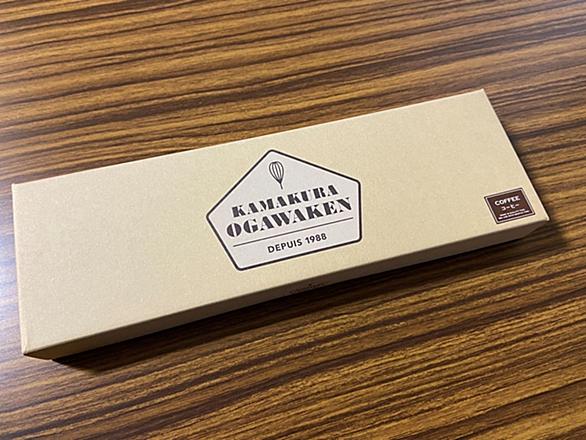 KAMAKURA
OGAWAKEN
DEPUIS 1988
COFFEE
コーヒー